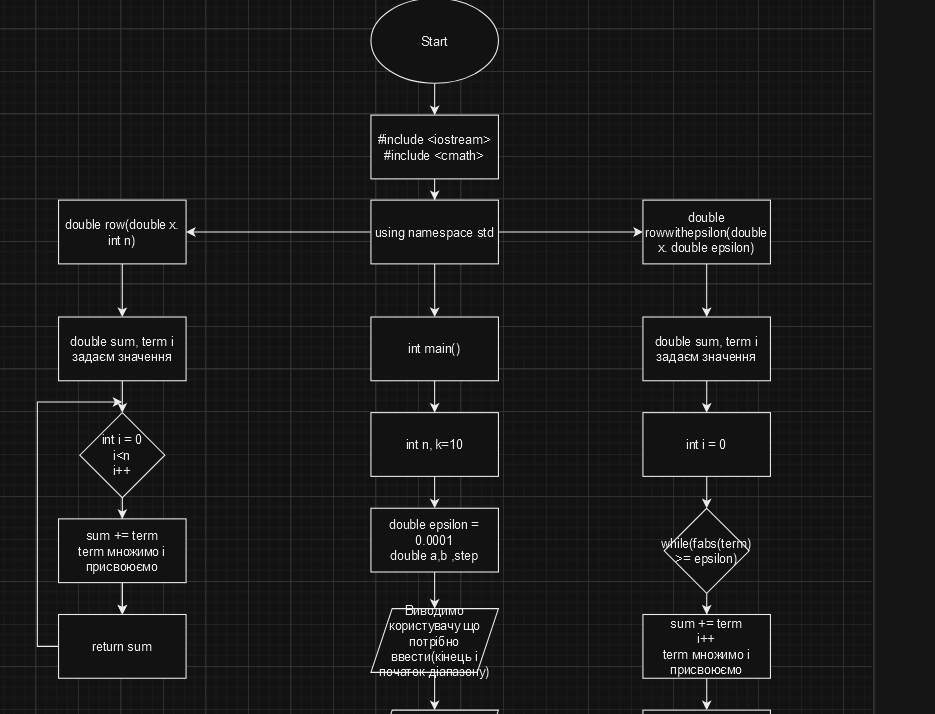 Start
#include <iostream>
#include <cmath>
double row(double x.
int n)
using namespace std
double
rowwithepsilon(double
x. double epsilon)
double sum, term і
задаєм значення
int main()
double sum, term і
задаєм значення
int i = 0
i<n
i++
int n, k=10
int i = 0
sum += term
term множимо і
присвоюємо
double epsilon =
0.0001
double a,b ,step
while(fabs(term)
>= epsilon)
return sum
Виводимо
користувачу що
потрібно
ввести(кінець і
початок діапазону)
sum += term
i++
term множимо і
присвоюємо